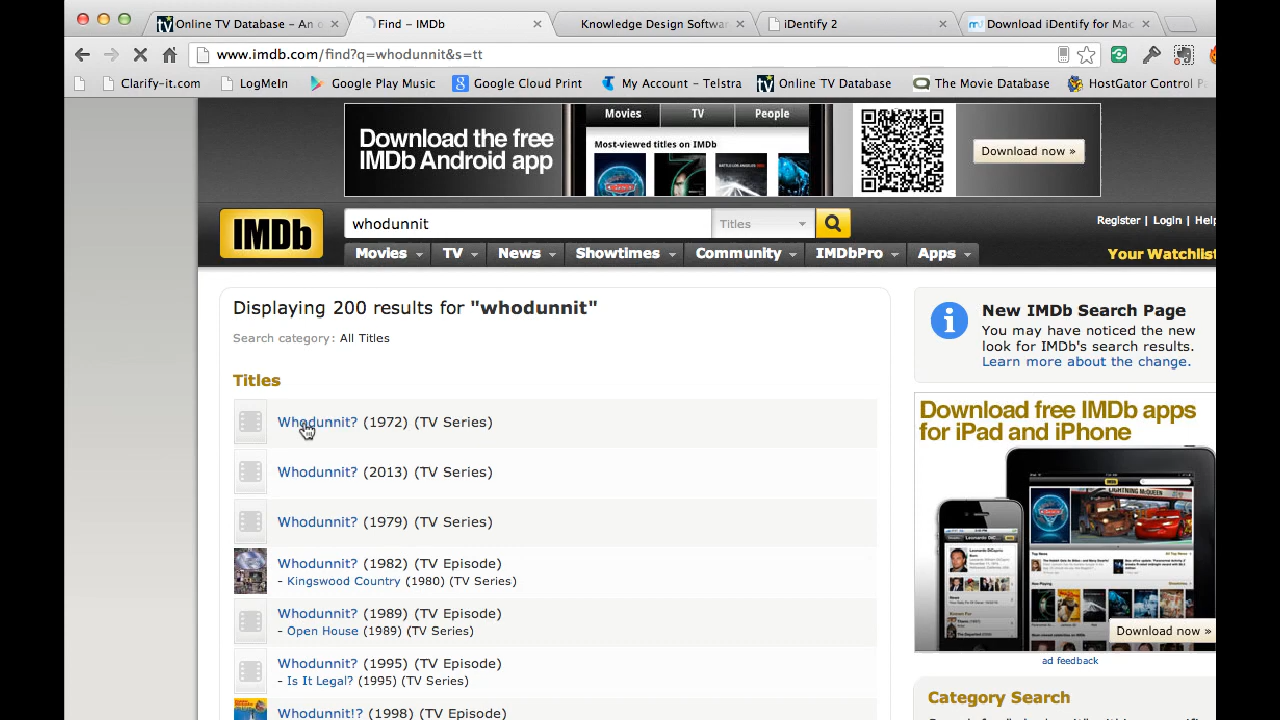 Online TV Database - An o
Find – IMDb
Knowledge Design Softwar
iDentify 2
Download iDentify for Mac
www.imdb.com/find?q=whodunnit&s=tt
Clarify-it.com
LogMeIn
Google Play Music
Google Cloud Print
My Account – Telstra
Online TV Database
The Movie Database
HostGator Control P
Download the free
IMDb Android app
Movies
TV
People
Most-viewed titles on IMDb
Download now »
IMDb
whodunnit
Titles
Register | Login | Help
Movies
TV
News
Showtimes
Community
IMDbPro
Apps
Your Watchlist
Displaying 200 results for "whodunnit"
Search category: All Titles
Titles
Whodunnit? (1972) (TV Series)
Whodunnit? (2013) (TV Series)
Whodunnit? (1979) (TV Series)
Whodunnit? (1982) (TV Episode)
- Kingswood Country (1980) (TV Series)
Whodunnit? (1989) (TV Episode)
- Open House (1989) (TV Series)
Whodunnit? (1995) (TV Episode)
- Is It Legal? (1995) (TV Series)
Whodunnit!? (1998) (TV Episode)
New IMDb Search Page
You may have noticed the new
look for IMDb's search results.
Learn more about the change.
Download free IMDb apps
for iPad and iPhone
LIGHTNING McQUEEN
Download now »
ad feedback
Category Search